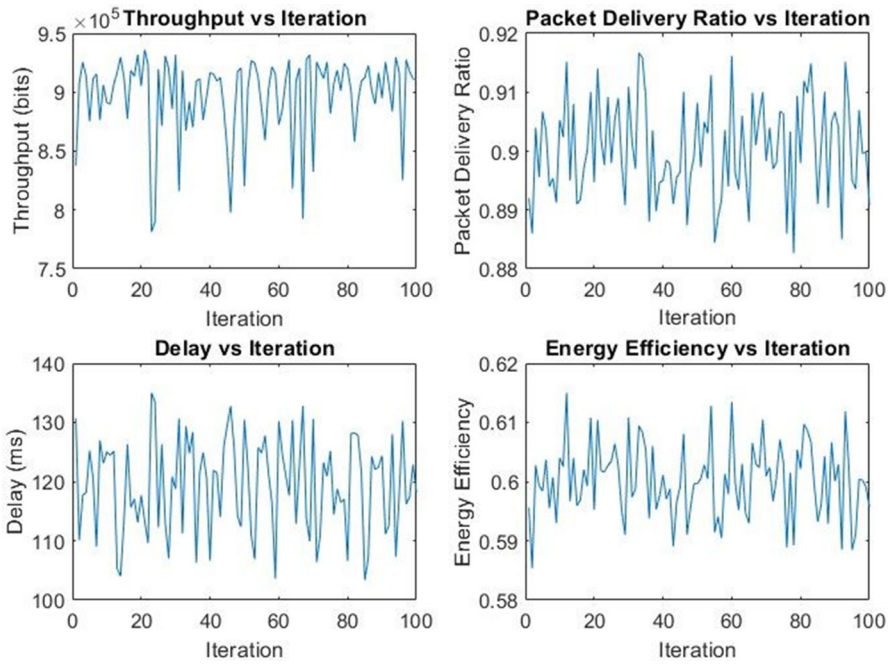 ×10⁵ Throughput vs Iteration
9.5
9
8.5
8
7.5
Throughput (bits)
0 20 40 60 80 100
Iteration
Packet Delivery Ratio vs Iteration
0.92
0.91
0.9
0.89
0.88
Packet Delivery Ratio
0 20 40 60 80 100
Iteration
Delay vs Iteration
140
130
120
110
100
Delay (ms)
0 20 40 60 80 100
Iteration
Energy Efficiency vs Iteration
0.62
0.61
0.6
0.59
0.58
Energy Efficiency
0 20 40 60 80 100
Iteration